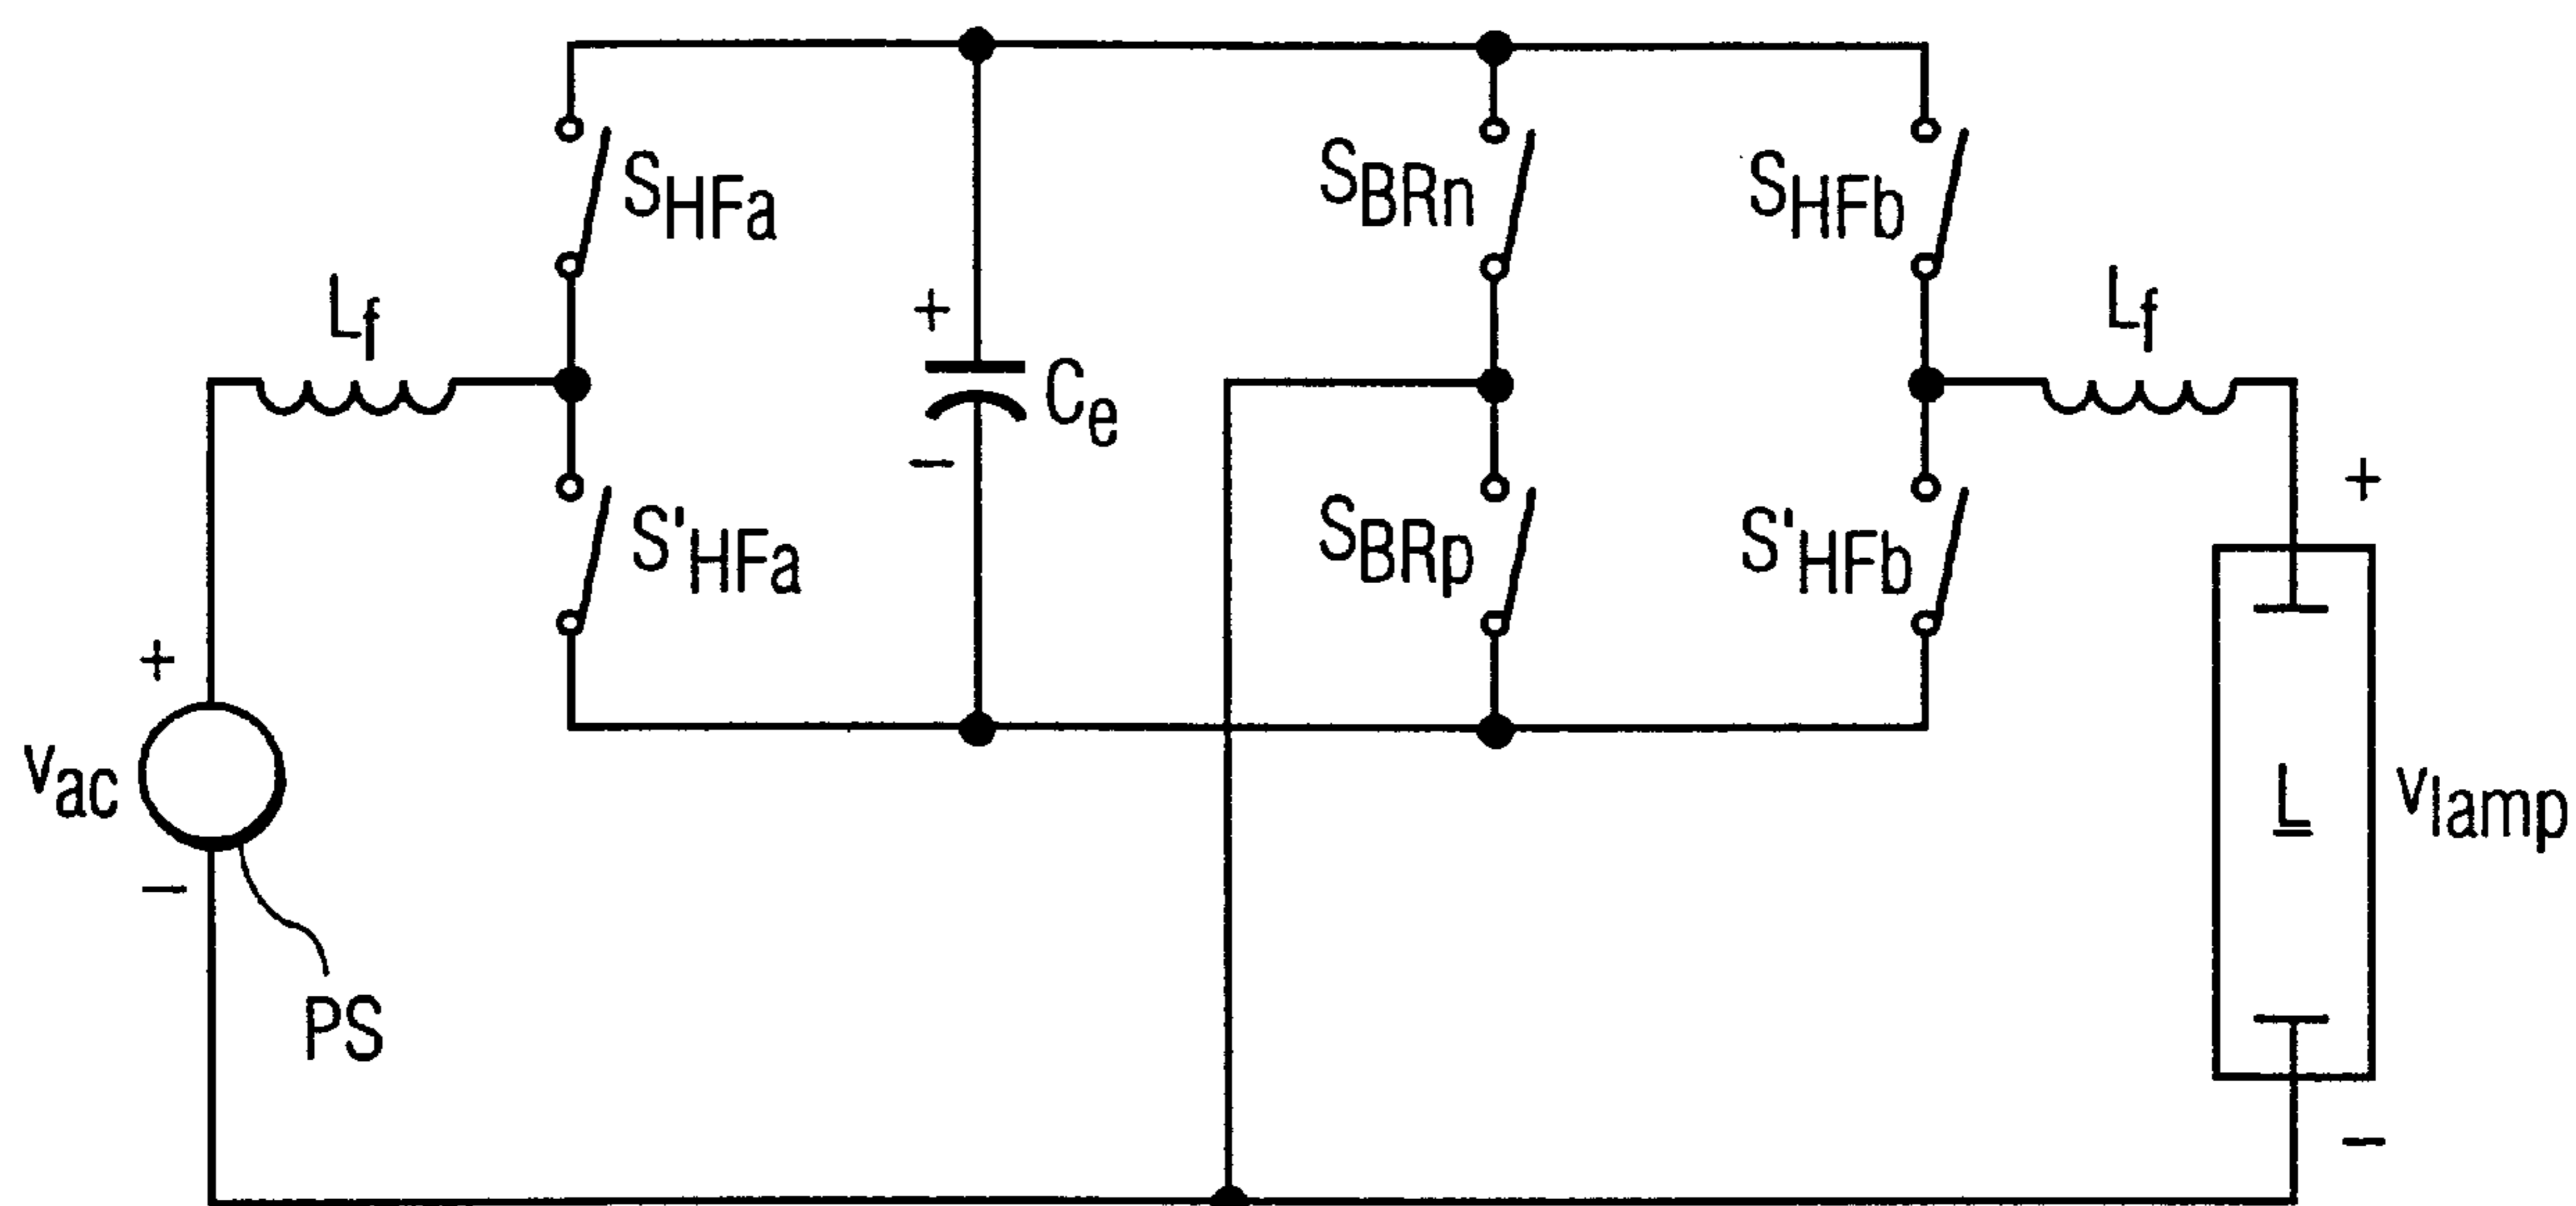 S_HFa
S_BRn
S_HFb
L_f
L_f
+
C_e
−
S'_HFa
S_BRp
S'_HFb
+
+
v_ac
L
v_lamp
−
PS
−